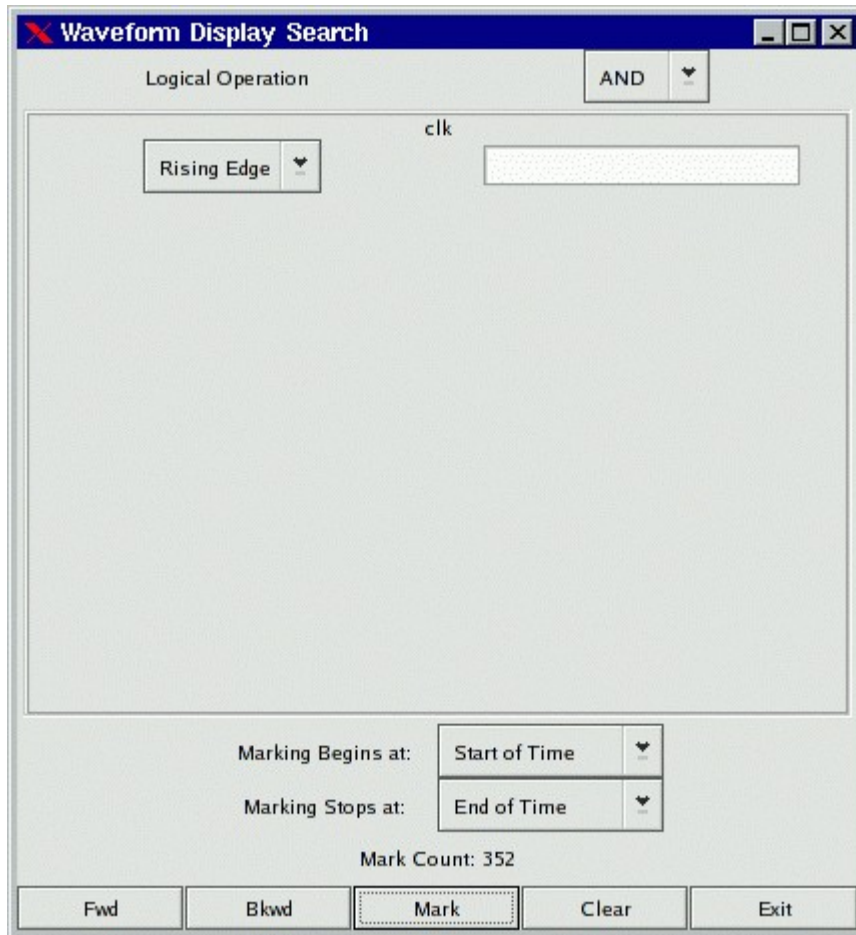 Waveform Display Search
Logical Operation AND
clk
Rising Edge
Marking Begins at: Start of Time
Marking Stops at: End of Time
Mark Count: 352
Fwd Bkwd Mark Clear Exit